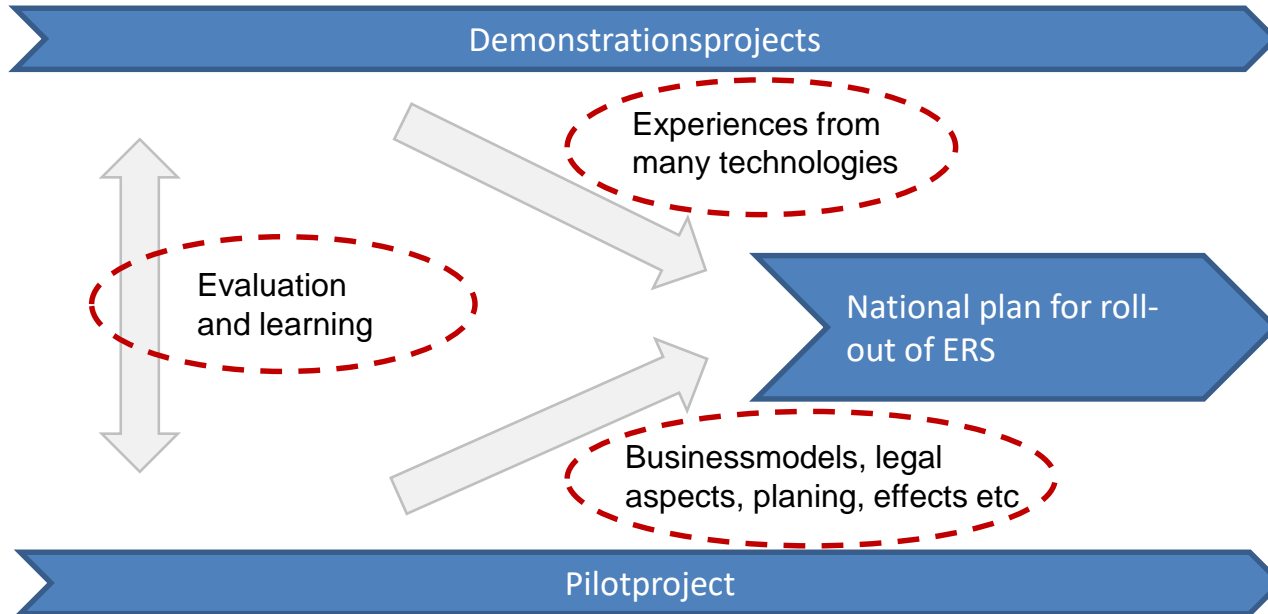 Demonstrationsprojects
Experiences from
many technologies
Evaluation
and learning
National plan for roll-
out of ERS
Businessmodels, legal
aspects, planing, effects etc
Pilotproject